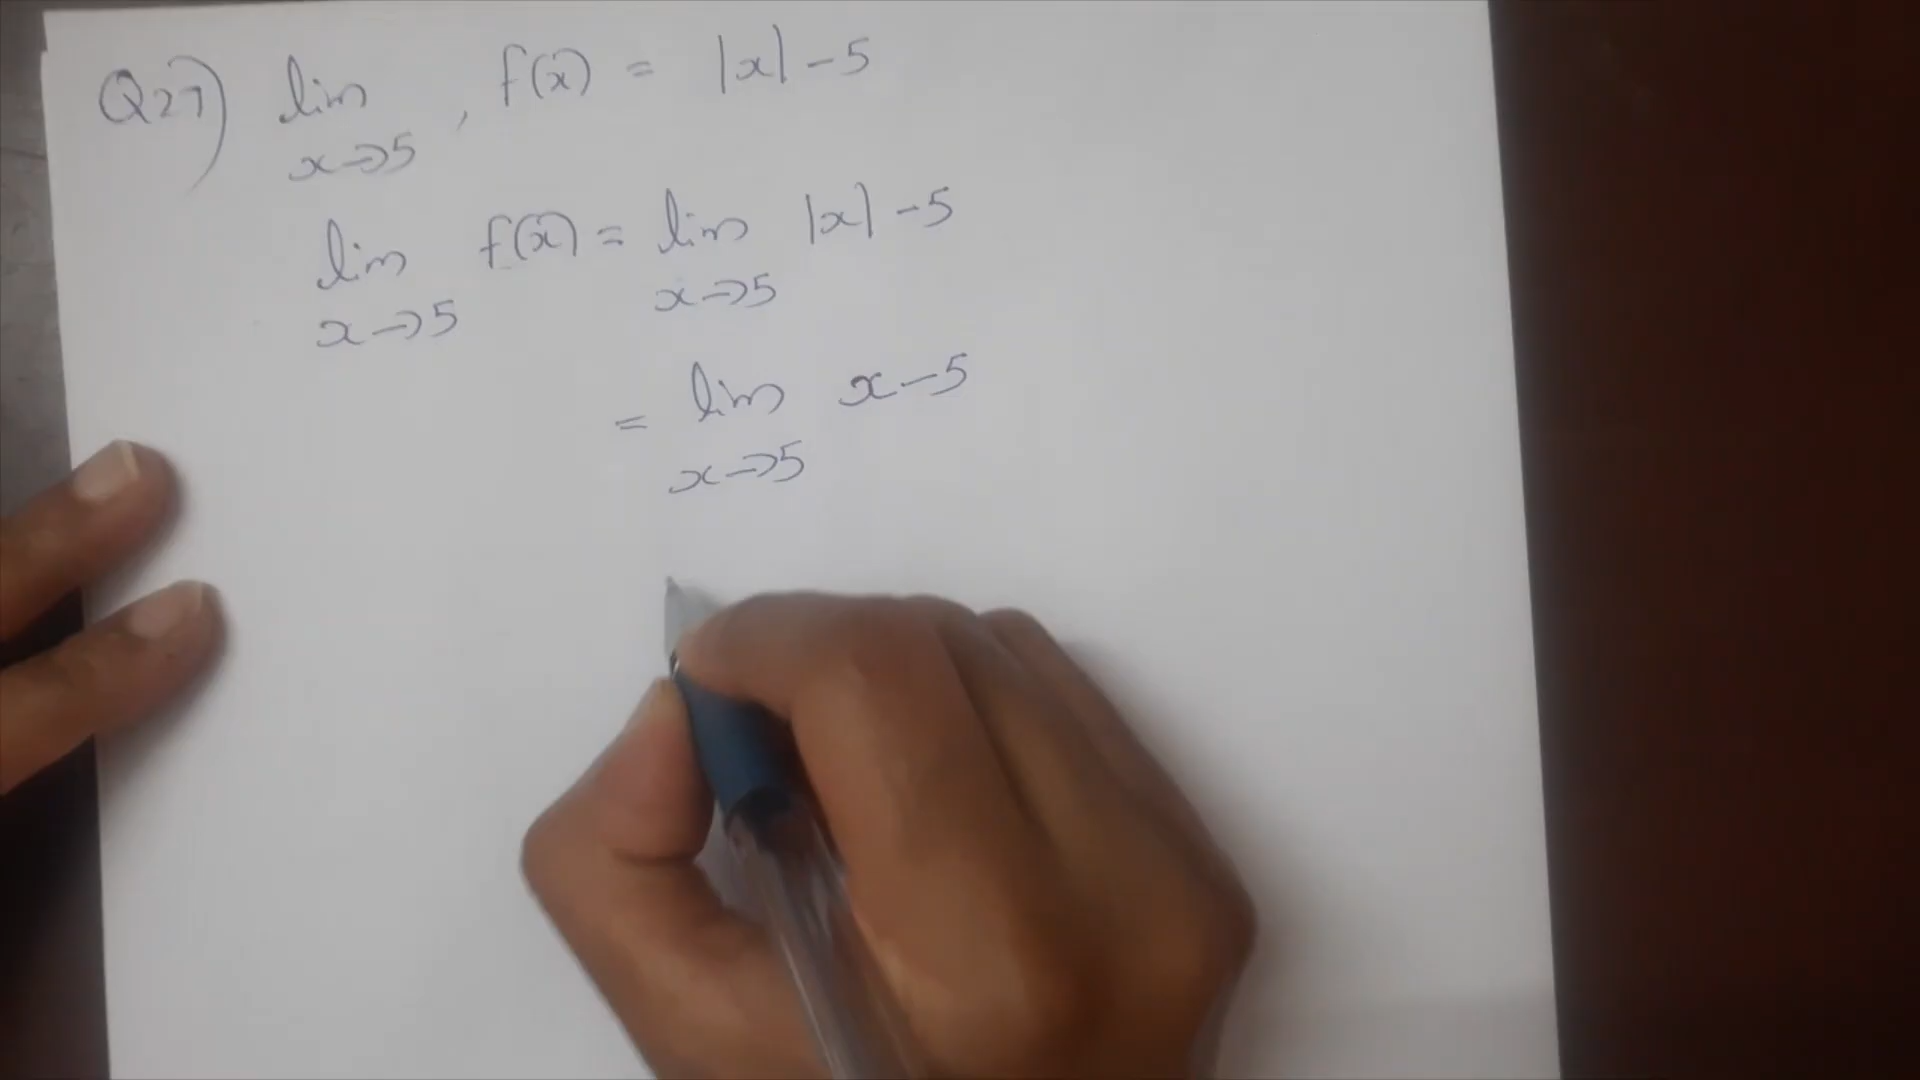 Q27) lim , f(x) = |x| - 5
x→5
lim f(x) = lim |x| - 5
x→5 x→5
= lim x - 5
x→5